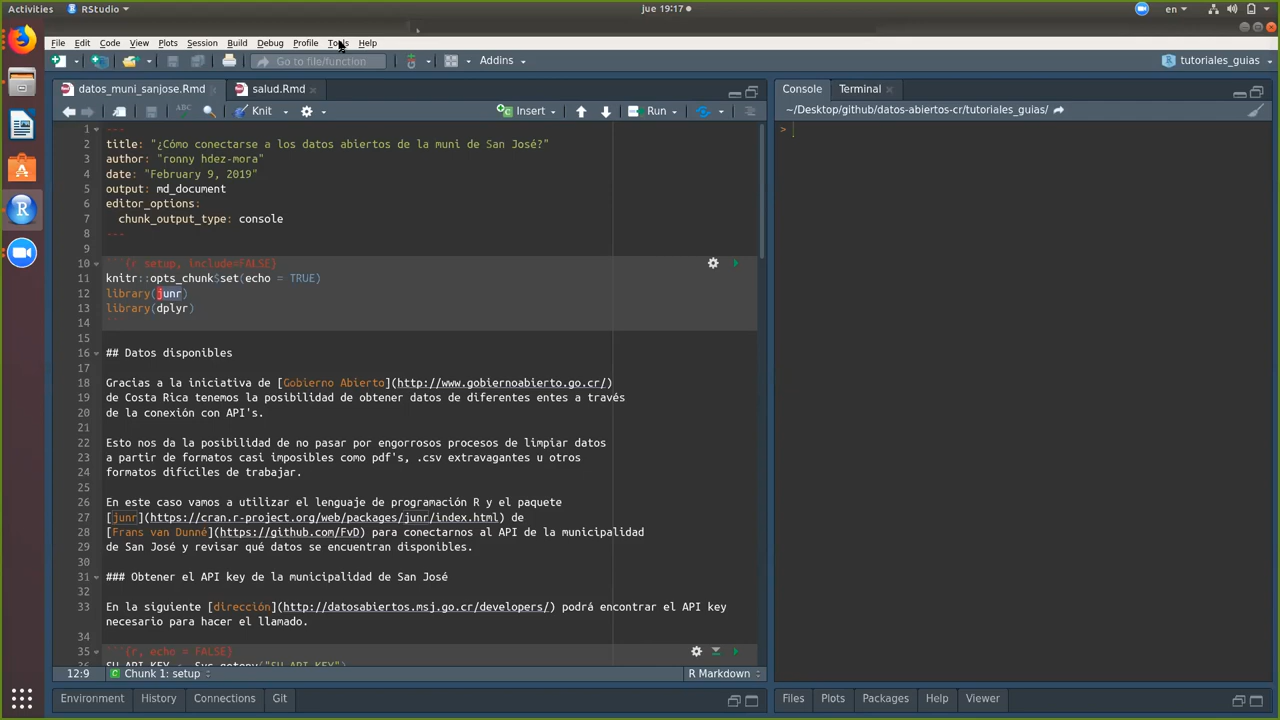 Activities RStudio jue 19:17 en
File Edit Code View Plots Session Build Debug Profile Tools Help
Go to file/function Addins tutoriales_guias
datos_muni_sanjose.Rmd salud.Rmd
ABC Knit Insert Run
1 ---
2 title: "¿Cómo conectarse a los datos abiertos de la muni de San José?"
3 author: "ronny hdez-mora"
4 date: "February 9, 2019"
5 output: md_document
6 editor_options:
7 chunk_output_type: console
8 ---
9
10 ```{r setup, include=FALSE}
11 knitr::opts_chunk$set(echo = TRUE)
12 library(junr)
13 library(dplyr)
14 ```
15
16 ## Datos disponibles
17
18 Gracias a la iniciativa de [Gobierno Abierto](http://www.gobiernoabierto.go.cr/)
19 de Costa Rica tenemos la posibilidad de obtener datos de diferentes entes a través
20 de la conexión con API's.
21
22 Esto nos da la posibilidad de no pasar por engorrosos procesos de limpiar datos
23 a partir de formatos casi imposibles como pdf's, .csv extravagantes u otros
24 formatos dificiles de trabajar.
25
26 En este caso vamos a utilizar el lenguaje de programación R y el paquete
27 [junr](https://cran.r-project.org/web/packages/junr/index.html) de
28 [Frans van Dunné](https://github.com/FvD) para conectarnos al API de la municipalidad
29 de San José y revisar qué datos se encuentran disponibles.
30
31 ### Obtener el API key de la municipalidad de San José
32
33 En la siguiente [dirección](http://datosabiertos.msj.go.cr/developers/) podrá encontrar el API key
necesario para hacer el llamado.
34
35 ```{r, echo = FALSE}
36 SU_API_KEY <- Sys.getenv("SU_API_KEY")
12:9 Chunk 1: setup R Markdown
Environment History Connections Git
Console Terminal
~/Desktop/github/datos-abiertos-cr/tutoriales_guias/
>
Files Plots Packages Help Viewer